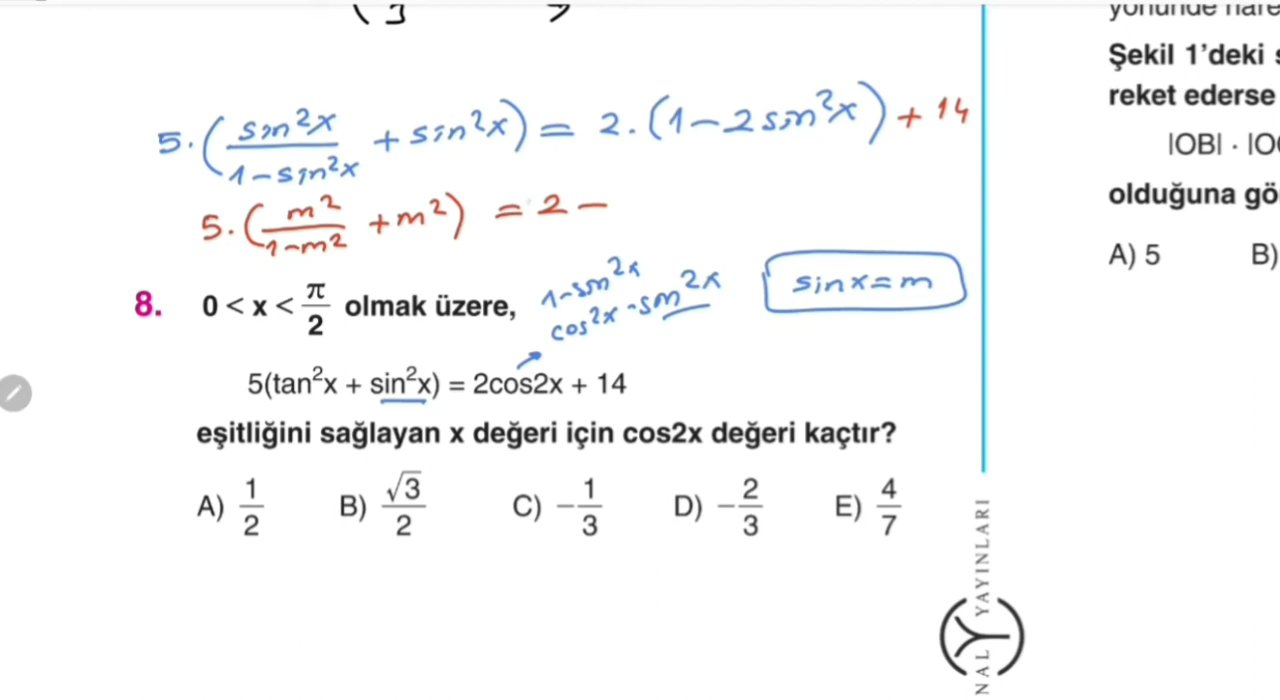 yönünde hare
Şekil 1'deki s
reket ederse
|OB| · |O
olduğuna gö
A) 5 B)
5.(sin²x/1-sin²x + sin²x) = 2.(1-2sin²x) + 14
5.(m²/1-m² + m²) = 2 -
1-sin²x
cos²x - sin²x
sinx=m
8. 0 < x < π/2 olmak üzere,
5(tan²x + sin²x) = 2cos2x + 14
eşitliğini sağlayan x değeri için cos2x değeri kaçtır?
A) 1/2 B) √3/2 C) -1/3 D) -2/3 E) 4/7
NAL YAYINLARI